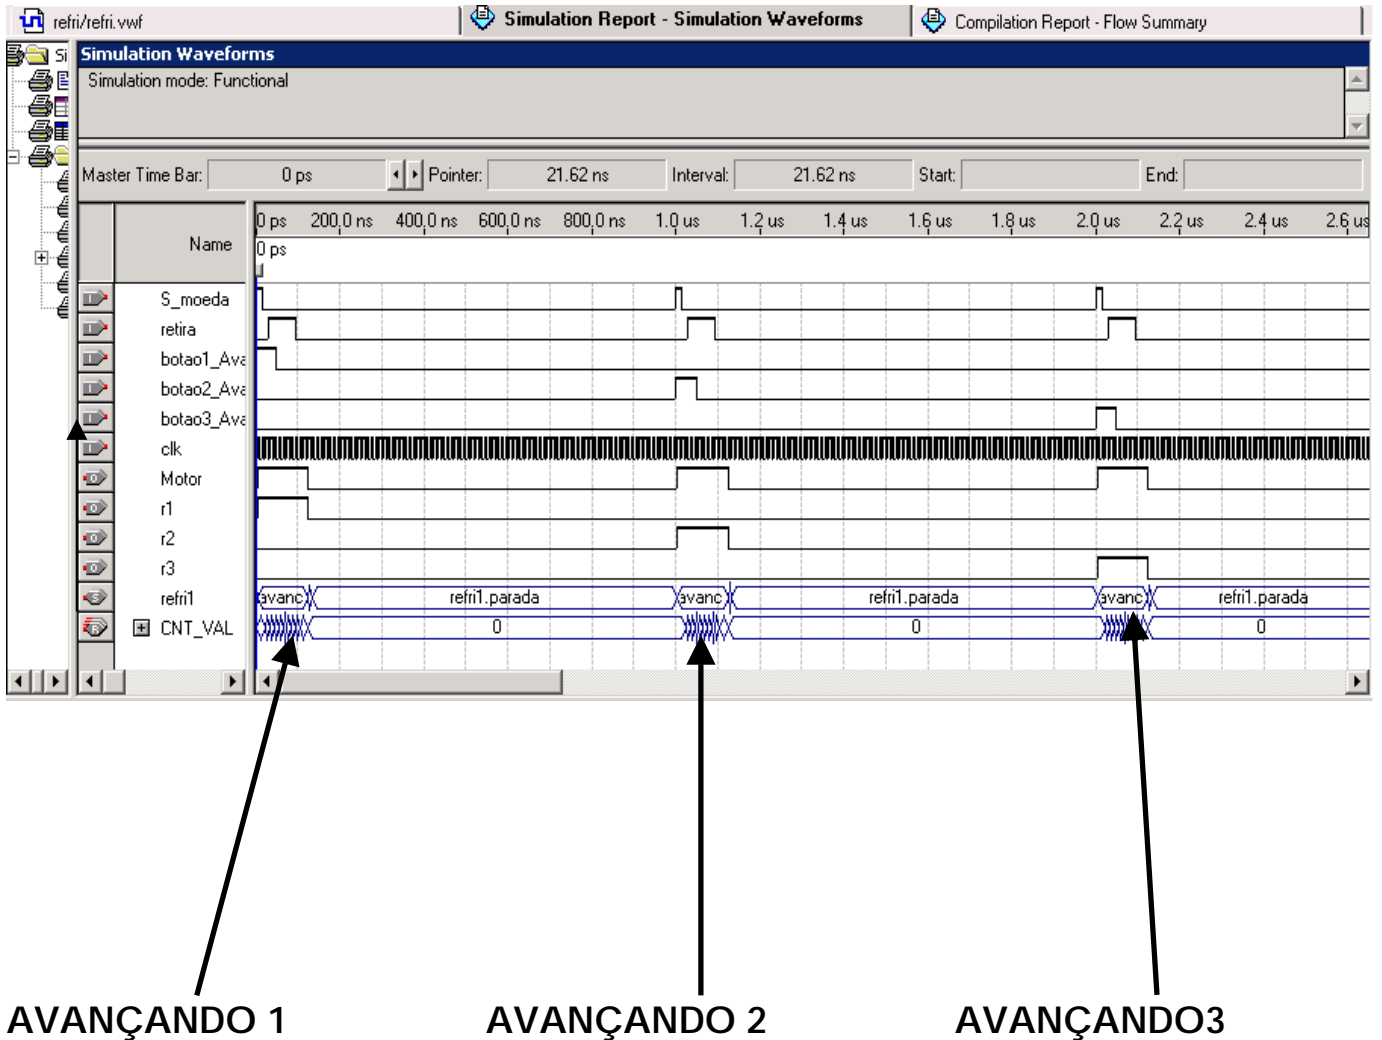 refri/refri.vwf
Simulation Report - Simulation Waveforms
Compilation Report - Flow Summary
Si
Simulation Waveforms
Simulation mode: Functional
Master Time Bar: 0 ps Pointer: 21.62 ns Interval: 21.62 ns Start: End:
Name
0 ps 200.0 ns 400.0 ns 600.0 ns 800.0 ns 1.0 us 1.2 us 1.4 us 1.6 us 1.8 us 2.0 us 2.2 us 2.4 us 2.6 us
0 ps
S_moeda
retira
botao1_Ava
botao2_Ava
botao3_Ava
clk
Motor
r1
r2
r3
refri1 avanc refri1.parada avanc refri1.parada avanc refri1.parada
CNT_VAL 0 0 0
AVANÇANDO 1 AVANÇANDO 2 AVANÇANDO3